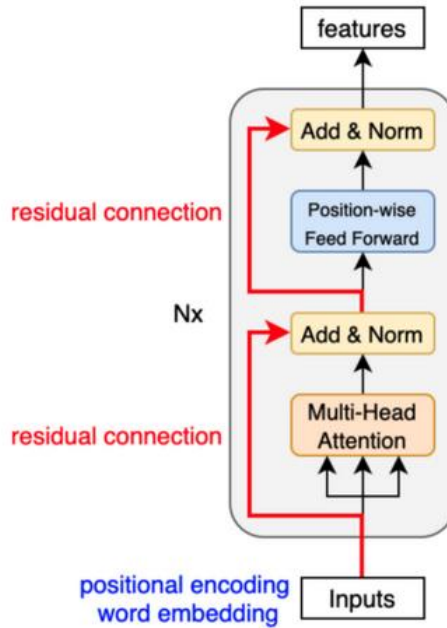 features
Add & Norm
residual connection
Position-wise
Feed Forward
Nx
Add & Norm
Multi-Head
Attention
residual connection
positional encoding
word embedding
Inputs